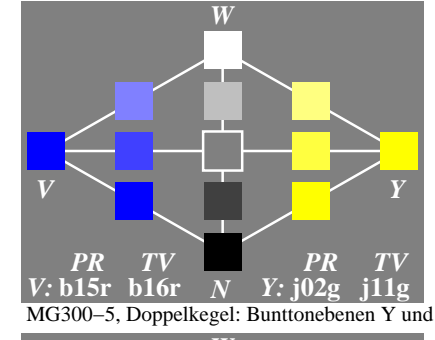 W
V
Y
PR TV PR TV
V: b15r b16r N Y: j02g j11g
MG300−5, Doppelkegel: Bunttonebenen Y und